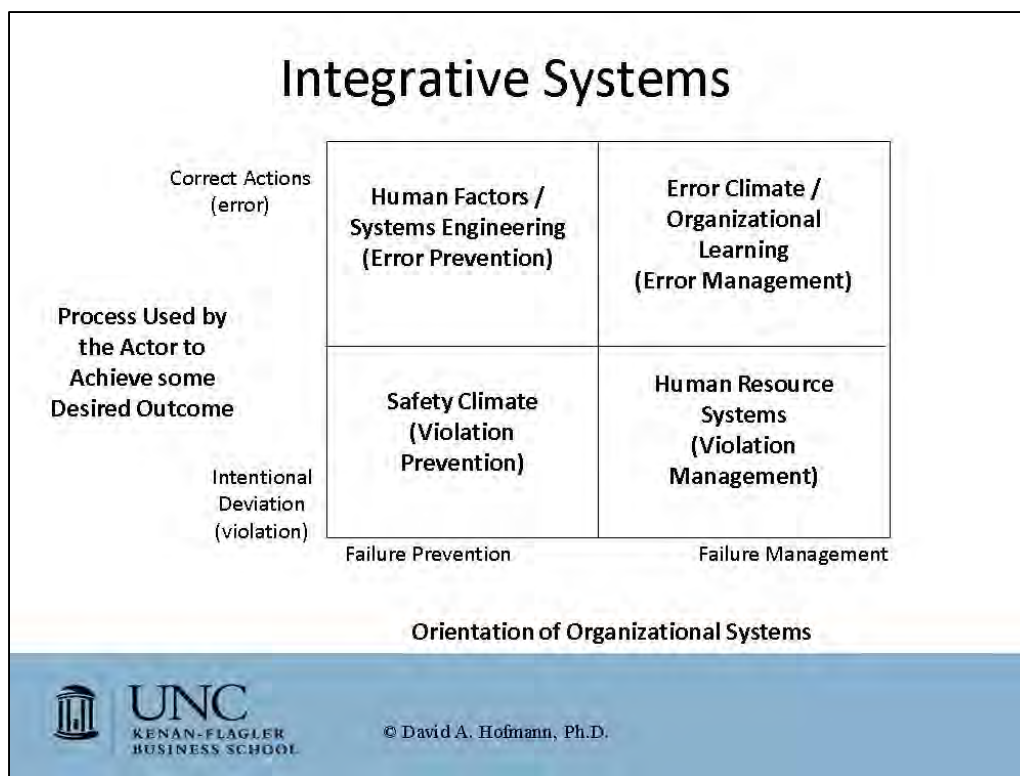 Integrative Systems
Correct Actions
(error)
Human Factors /
Systems Engineering
(Error Prevention)
Error Climate /
Organizational
Learning
(Error Management)
Process Used by
the Actor to
Achieve some
Desired Outcome
Safety Climate
(Violation
Prevention)
Human Resource
Systems
(Violation
Management)
Intentional
Deviation
(violation)
Failure Prevention
Failure Management
Orientation of Organizational Systems
UNC
KENAN-FLAGLER
BUSINESS SCHOOL
© David A. Hofmann, Ph.D.